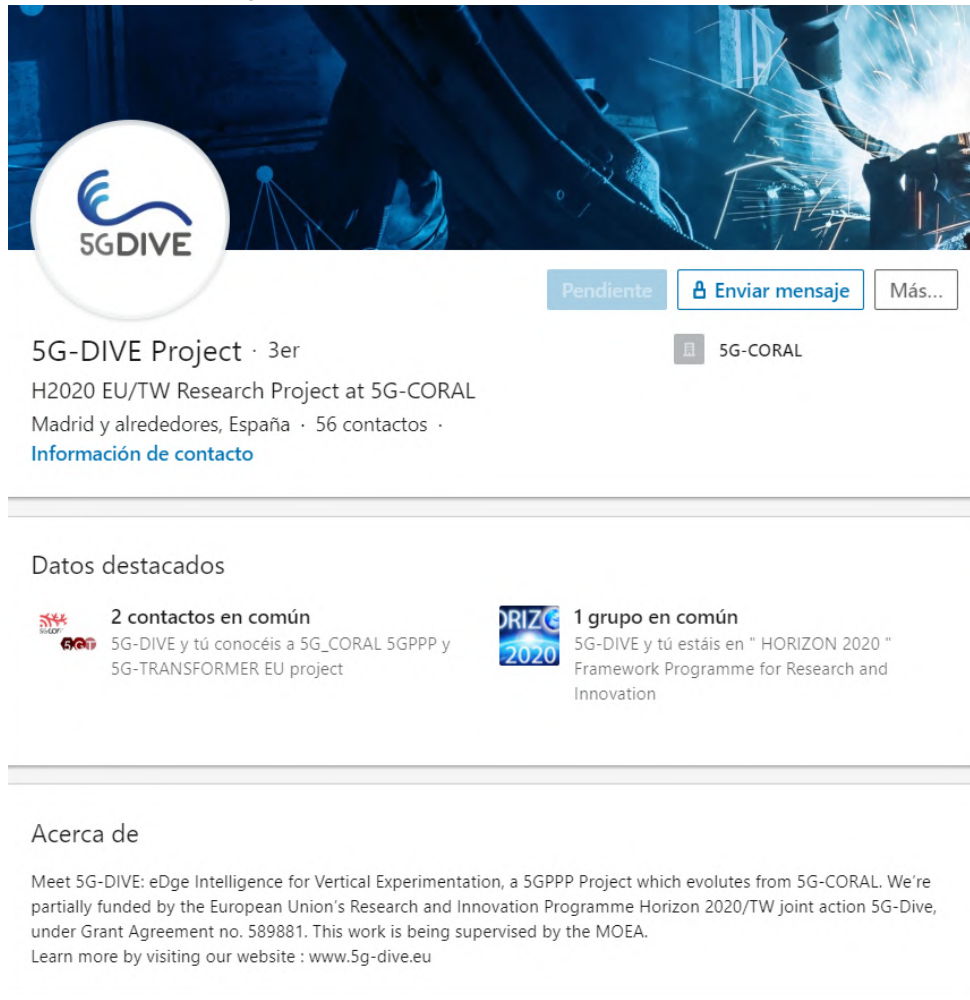 5GDIVE
Pendiente
Enviar mensaje
Más...
5G-DIVE Project · 3er
5G-CORAL
H2020 EU/TW Research Project at 5G-CORAL
Madrid y alrededores, España · 56 contactos ·
Información de contacto
Datos destacados
2 contactos en común
5G-DIVE y tú conocéis a 5G_CORAL 5GPPP y
5G-TRANSFORMER EU project
ORIZO
2020
1 grupo en común
5G-DIVE y tú estáis en " HORIZON 2020 "
Framework Programme for Research and
Innovation
Acerca de
Meet 5G-DIVE: eDge Intelligence for Vertical Experimentation, a 5GPPP Project which evolutes from 5G-CORAL. We're
partially funded by the European Union's Research and Innovation Programme Horizon 2020/TW joint action 5G-Dive,
under Grant Agreement no. 589881. This work is being supervised by the MOEA.
Learn more by visiting our website : www.5g-dive.eu